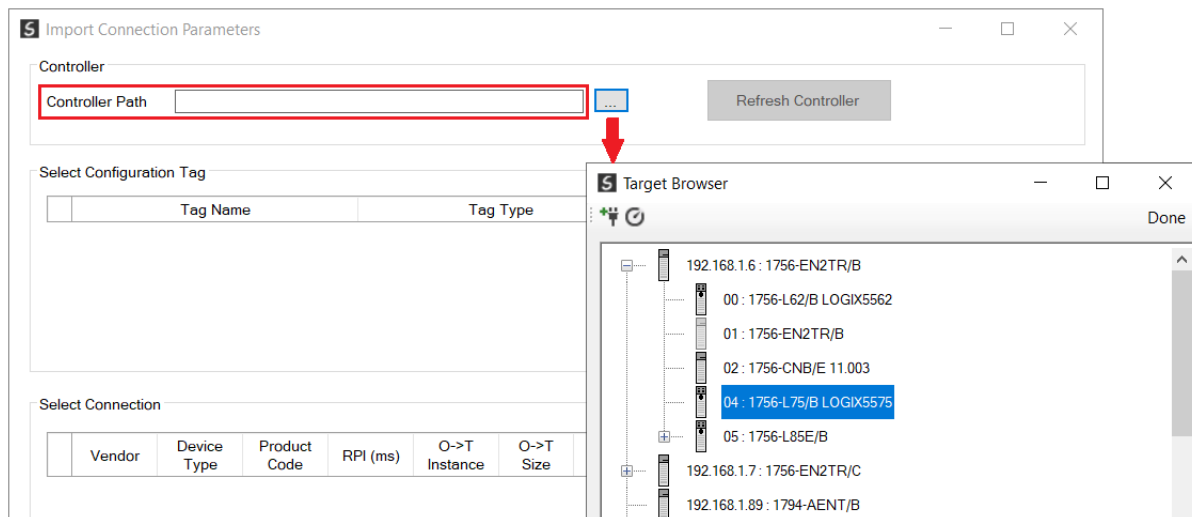 Import Connection Parameters
Controller
Controller Path
...
Refresh Controller
Select Configuration Tag
Tag Name Tag Type
Target Browser
Done
192.168.1.6 : 1756-EN2TR/B
00 : 1756-L62/B LOGIX5562
01 : 1756-EN2TR/B
02 : 1756-CNB/E 11.003
04 : 1756-L75/B LOGIX5575
05 : 1756-L85E/B
192.168.1.7 : 1756-EN2TR/C
192.168.1.89 : 1794-AENT/B
Select Connection
Vendor Device Type Product Code RPI (ms) O->T Instance O->T Size